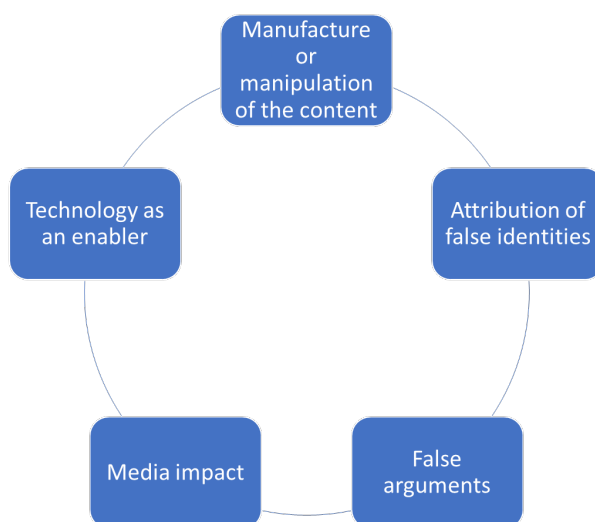 Manufacture
or
manipulation
of the content
Attribution of
false identities
False
arguments
Media impact
Technology as
an enabler